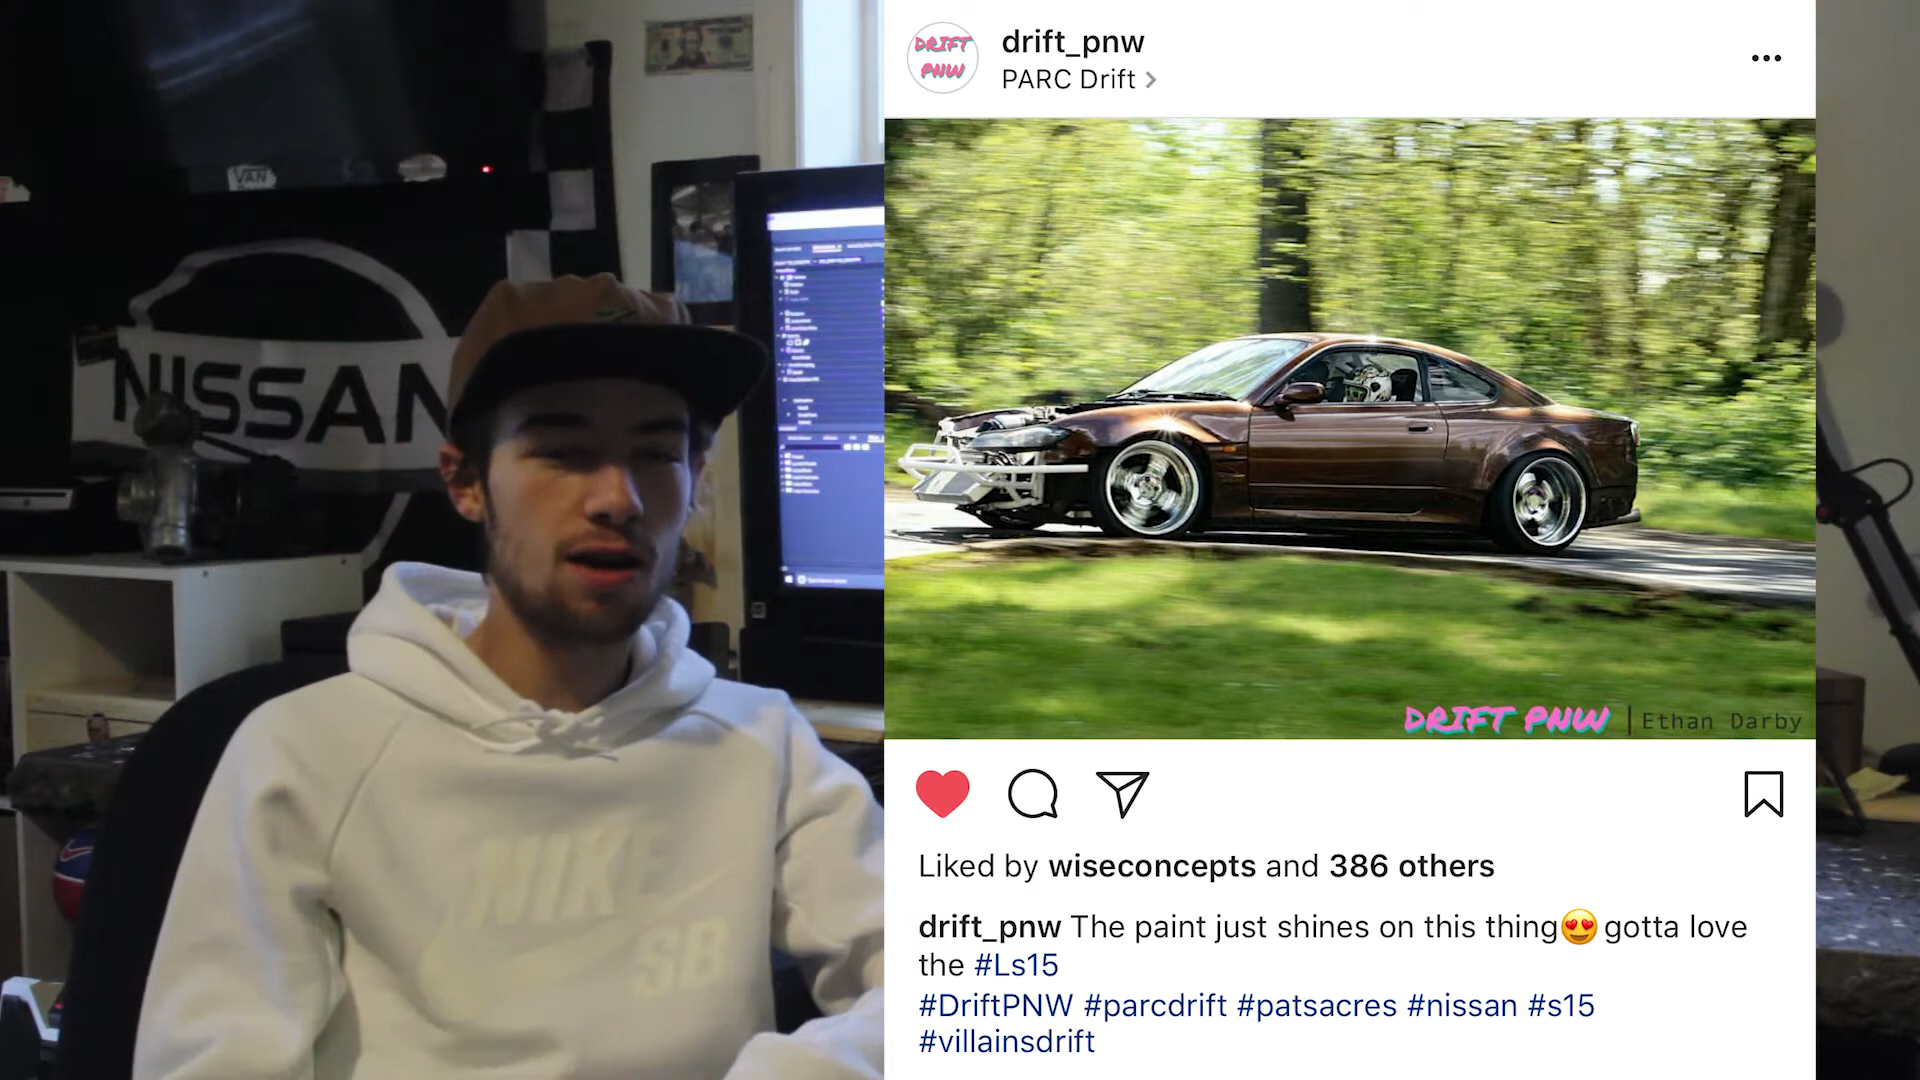 DRIFT
PNW
drift_pnw
PARC Drift
VAN
NISSAN
NIKE
SB
DRIFT PNW | Ethan Darby
Liked by wiseconcepts and 386 others
drift_pnw The paint just shines on this thing😍 gotta love
the #Ls15
#DriftPNW #parcdrift #patsacres #nissan #s15
#villainsdrift